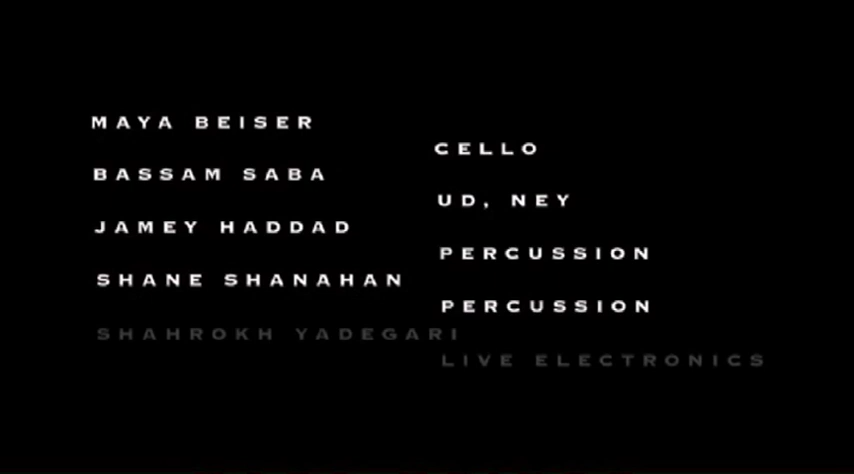 MAYA BEISER
CELLO
BASSAM SABA
UD, NEY
JAMEY HADDAD
PERCUSSION
SHANE SHANAHAN
PERCUSSION
SHAHROKH YADEGARI
LIVE ELECTRONICS